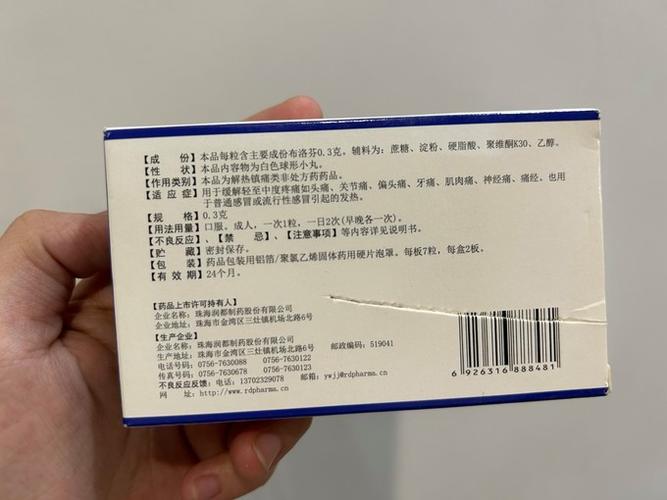 【成　份】本品每粒含主要成份布洛芬0.3克。辅料为：蔗糖、淀粉、硬脂酸、聚维酮K30、乙醇。
【性　状】本品内容物为白色球形小丸。
【作用类别】本品为解热镇痛类非处方药药品。
【适 应 症】用于缓解轻至中度疼痛如头痛、关节痛、偏头痛、牙痛、肌肉痛、神经痛、痛经。也用
于普通感冒或流行性感冒引起的发热。
【规　格】0.3克
【用法用量】口服。成人，一次1粒，一日2次(早晚各一次)。
【不良反应】、【禁　忌】、【注意事项】等内容详见说明书。
【贮　藏】密封保存。
【包　装】药品包装用铝箔/聚氯乙烯固体药用硬片泡罩。每板7粒，每盒2板。
【有 效 期】24个月。
【药品上市许可持有人】
企业名称：珠海润都制药股份有限公司
企业地址：珠海市金湾区三灶镇机场北路6号
【生产企业】
企业名称：珠海润都制药股份有限公司
生产地址：珠海市金湾区三灶镇机场北路6号　邮政编码：519041
电话号码：0756-7630088　0756-7630122
传真号码：0756-7630678　0756-7630123
不良反应反馈：电话：13702329078　邮箱：ywjj@rdpharma.cn
网　址：http://www.rdpharma.cn
6 926316 888481